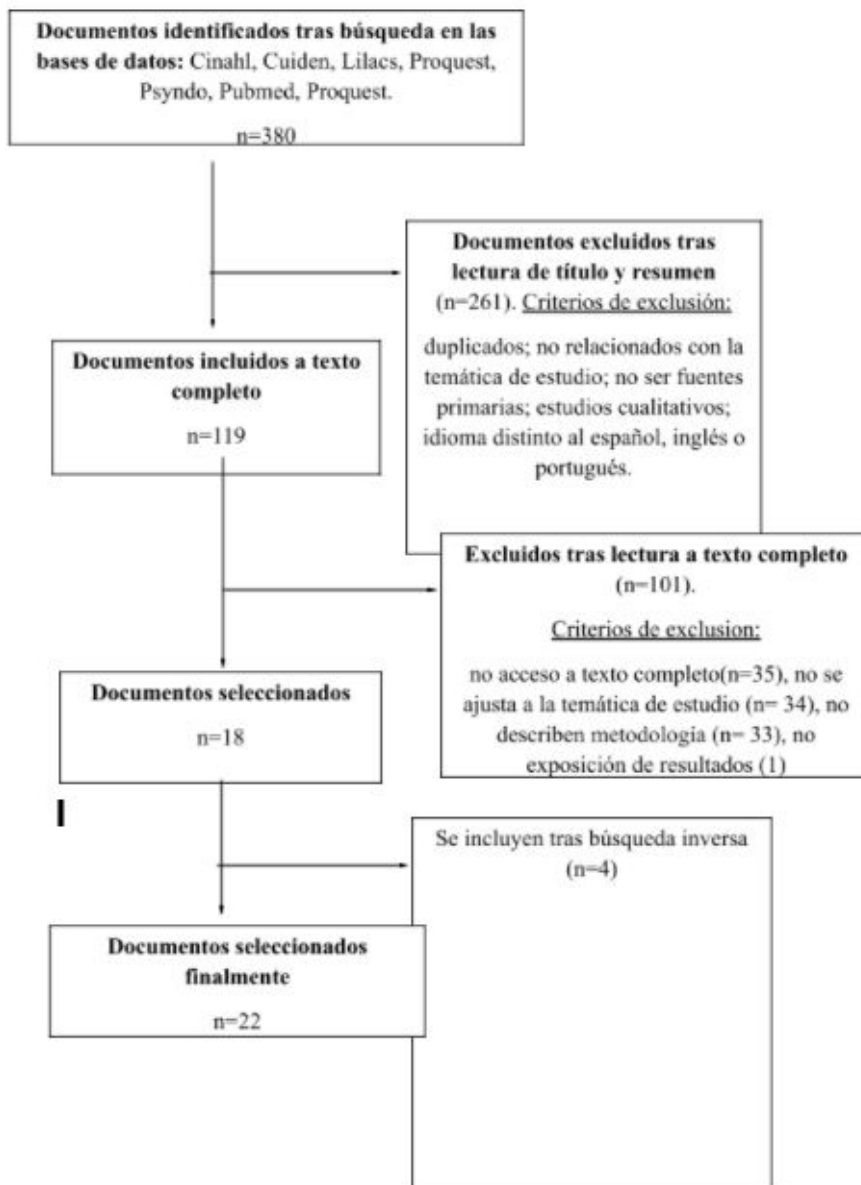 Documentos identificados tras búsqueda en las
bases de datos: Cinahl, Cuiden, Lilacs, Proquest,
Psyndo, Pubmed, Proquest.
n=380
Documentos excluidos tras
lectura de título y resumen
(n=261). Criterios de exclusión:
duplicados; no relacionados con la
temática de estudio; no ser fuentes
primarias; estudios cualitativos;
idioma distinto al español, inglés o
portugués.
Documentos incluidos a texto
completo
n=119
Excluidos tras lectura a texto completo
(n=101).
Criterios de exclusion:
no acceso a texto completo(n=35), no se
ajusta a la temática de estudio (n= 34), no
describen metodología (n= 33), no
exposición de resultados (1)
Documentos seleccionados
n=18
Se incluyen tras búsqueda inversa
(n=4)
Documentos seleccionados
finalmente
n=22